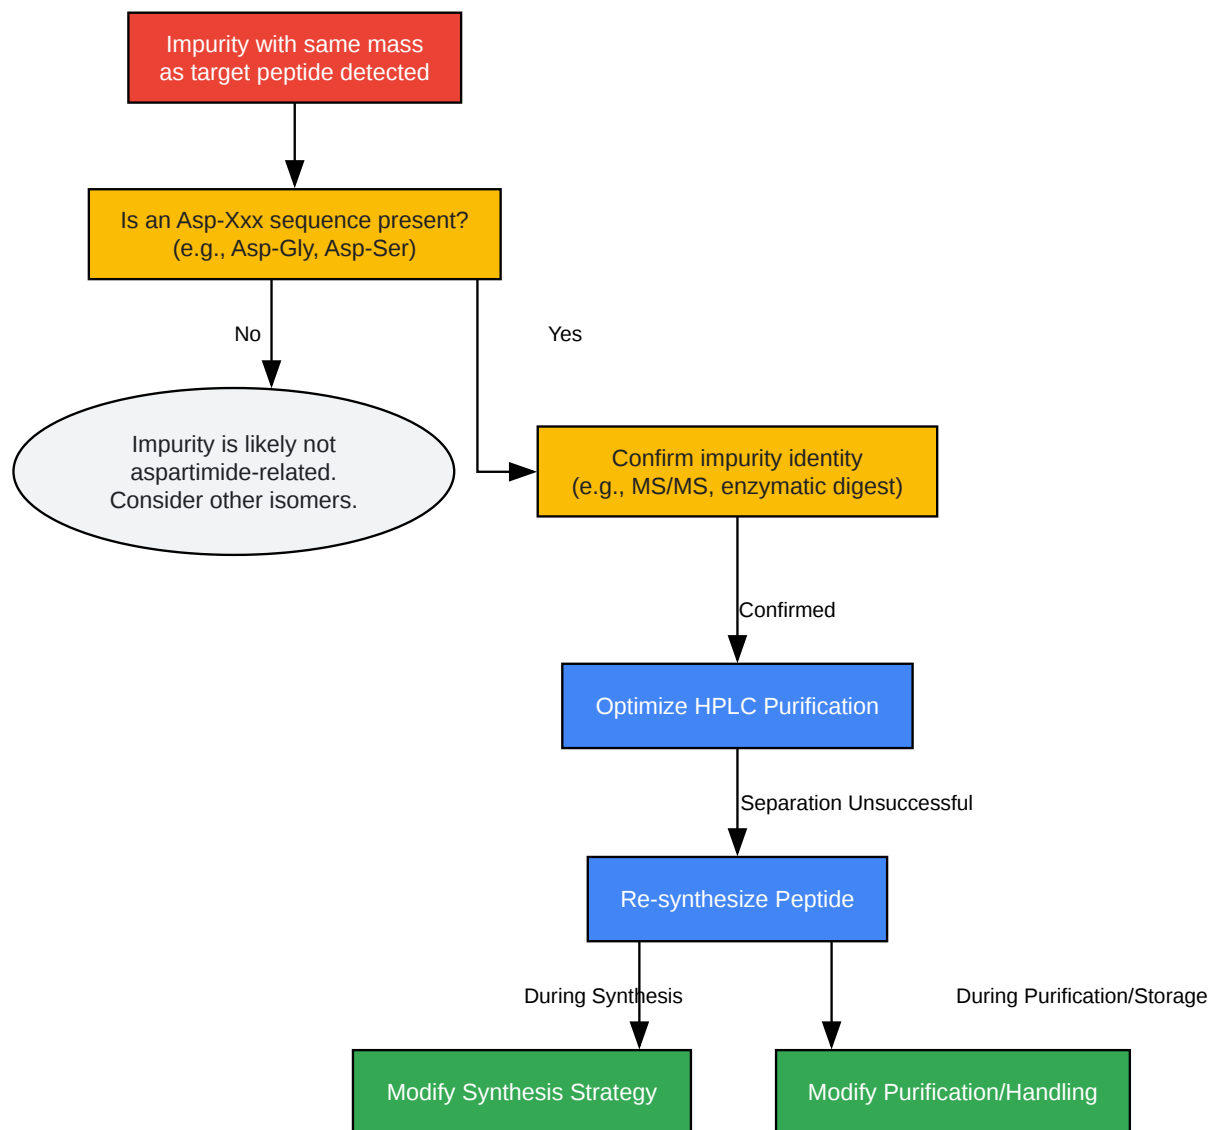 Impurity with same mass
as target peptide detected
Is an Asp-Xxx sequence present?
(e.g., Asp-Gly, Asp-Ser)
No
Yes
Impurity is likely not
aspartimide-related.
Consider other isomers.
Confirm impurity identity
(e.g., MS/MS, enzymatic digest)
Confirmed
Optimize HPLC Purification
Separation Unsuccessful
Re-synthesize Peptide
During Synthesis
During Purification/Storage
Modify Synthesis Strategy
Modify Purification/Handling